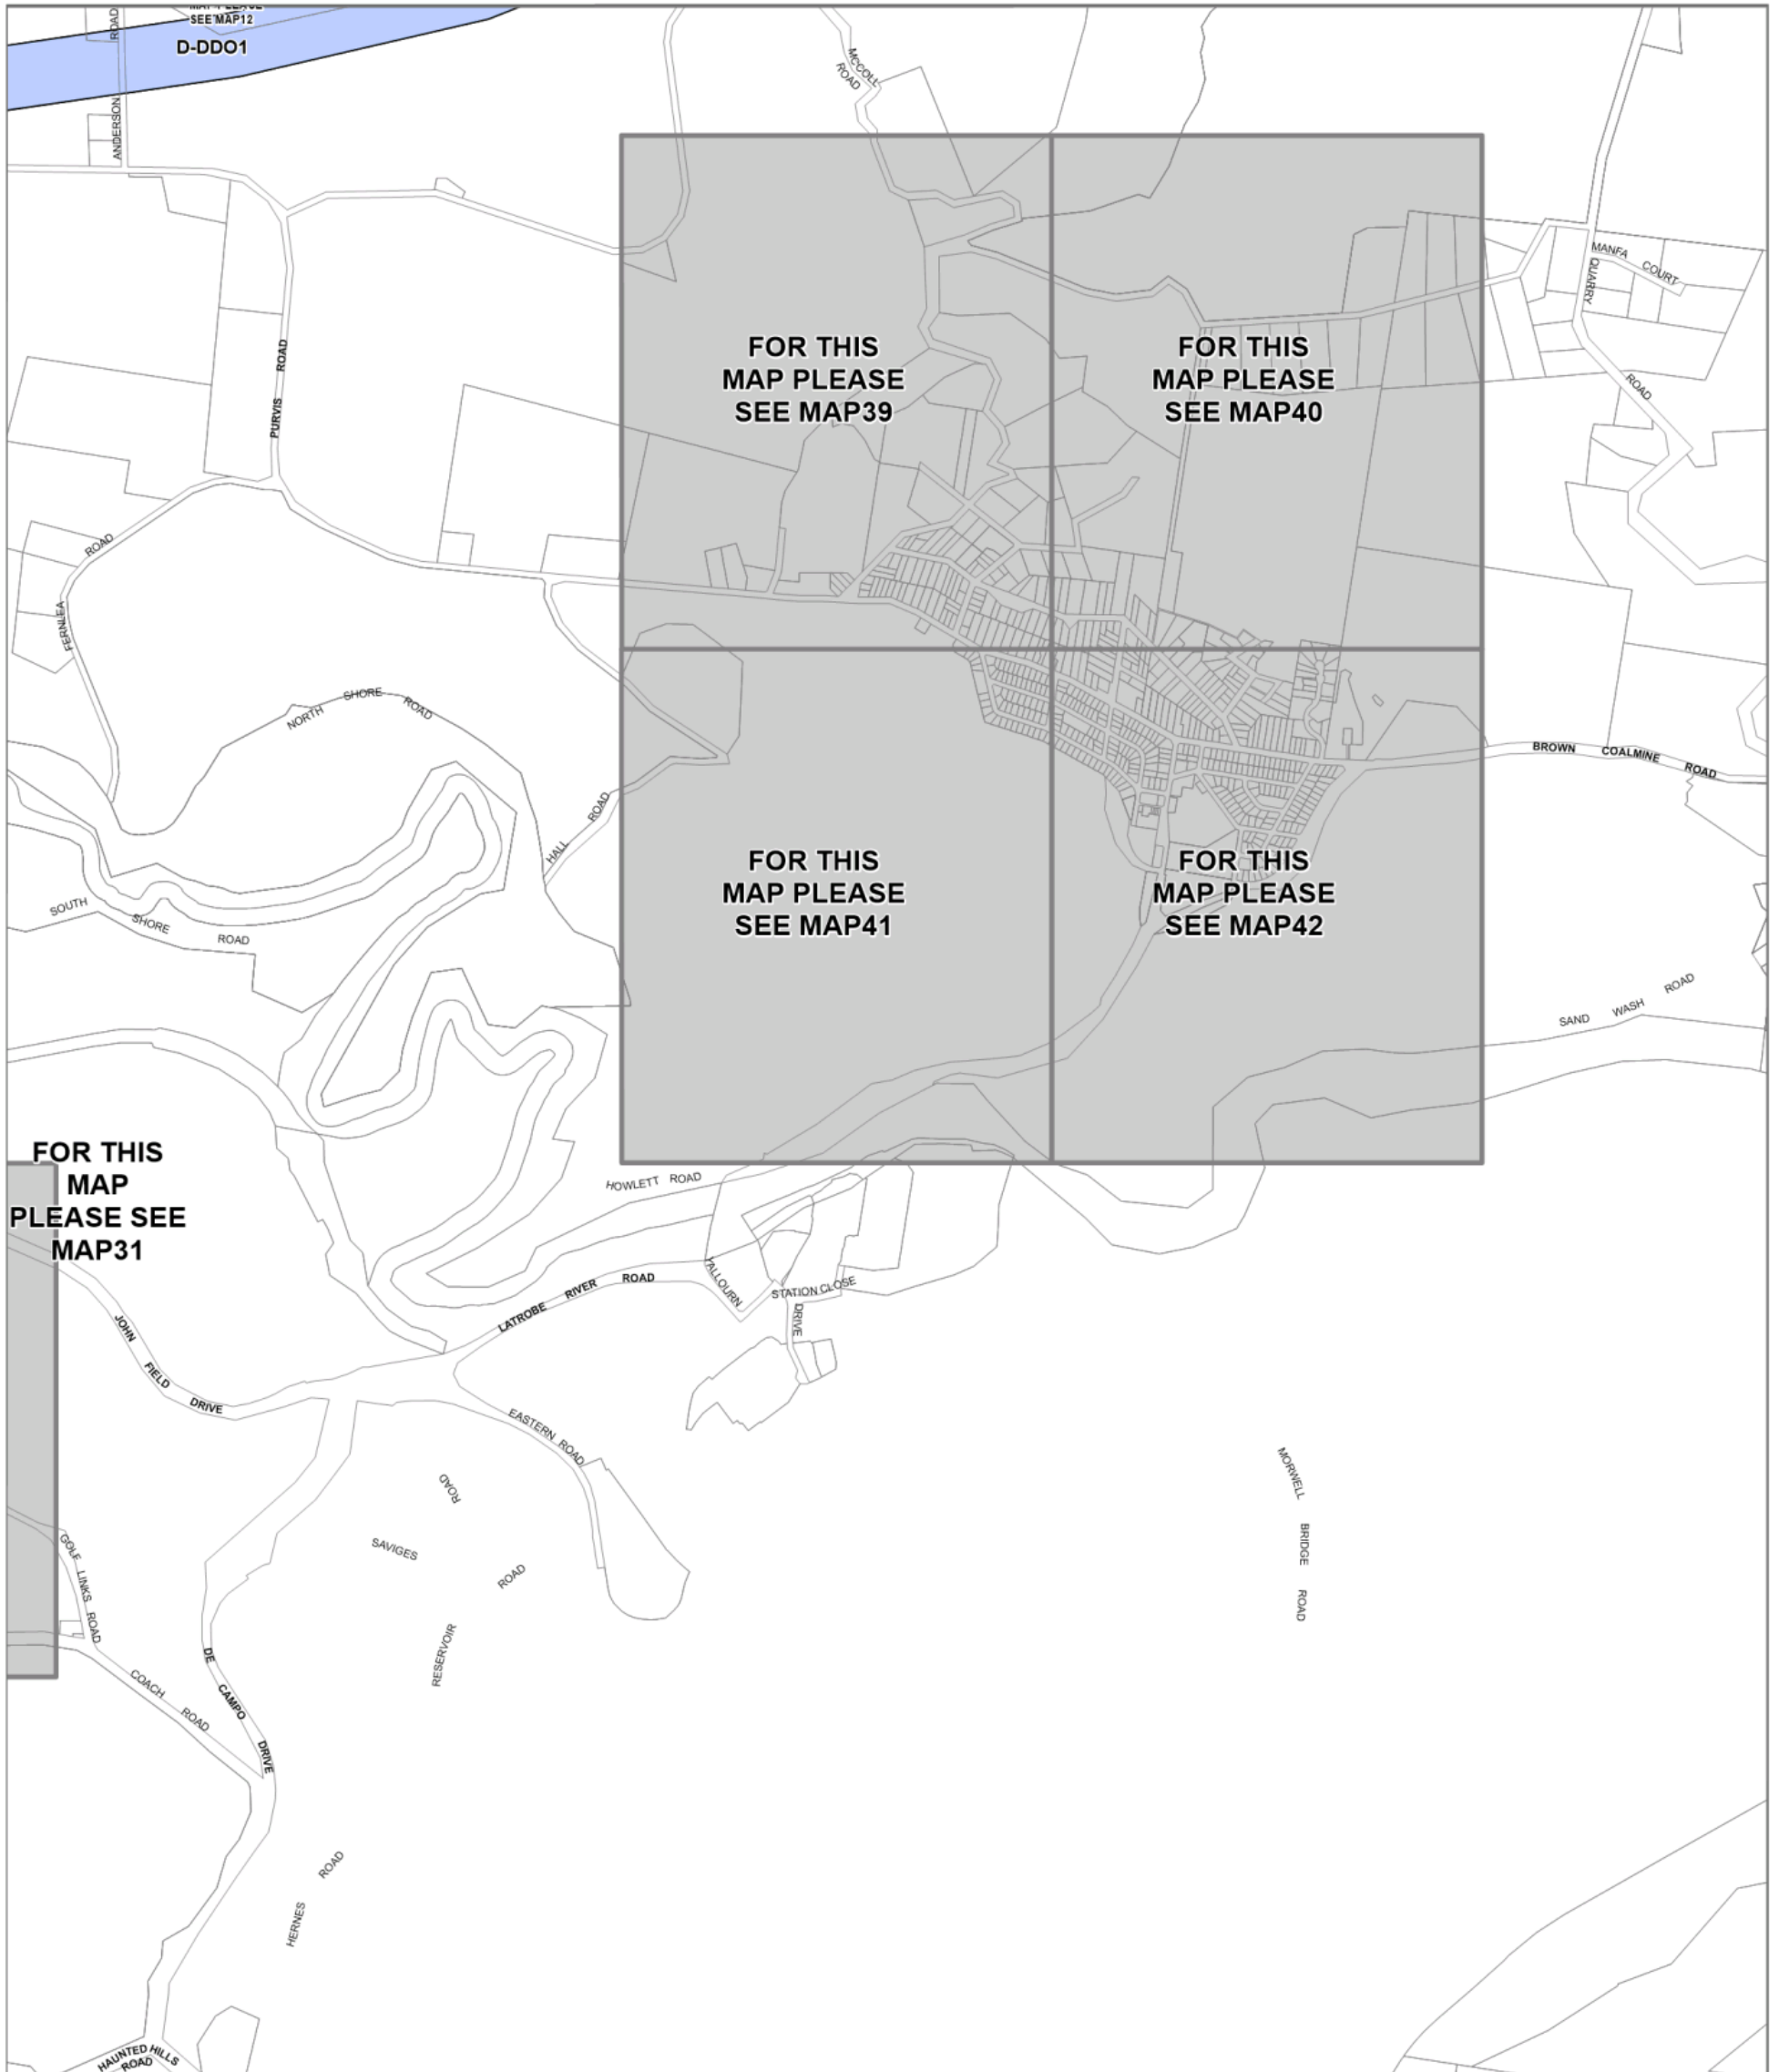 SEE MAP12
D-DDO1
ROAD
ANDERSON
MCCOLL
ROAD
MANFA COURT
QUARRY
ROAD
FOR THIS
MAP PLEASE
SEE MAP39
FOR THIS
MAP PLEASE
SEE MAP40
PURVIS ROAD
FERNLEA ROAD
NORTH SHORE ROAD
BROWN COALMINE ROAD
HALL ROAD
FOR THIS
MAP PLEASE
SEE MAP41
FOR THIS
MAP PLEASE
SEE MAP42
SOUTH SHORE ROAD
SAND WASH ROAD
FOR THIS
MAP
PLEASE SEE
MAP31
HOWLETT ROAD
LATROBE RIVER ROAD
YALLOURN
DRIVE
STATION CLOSE
JOHN FIELD DRIVE
EASTERN ROAD
ROAD
SAVIGES
ROAD
RESERVOIR
MORWELL BRIDGE ROAD
GOLF LINKS ROAD
COACH ROAD
DE CAMPO DRIVE
HERNES ROAD
HAUNTED HILLS
ROAD